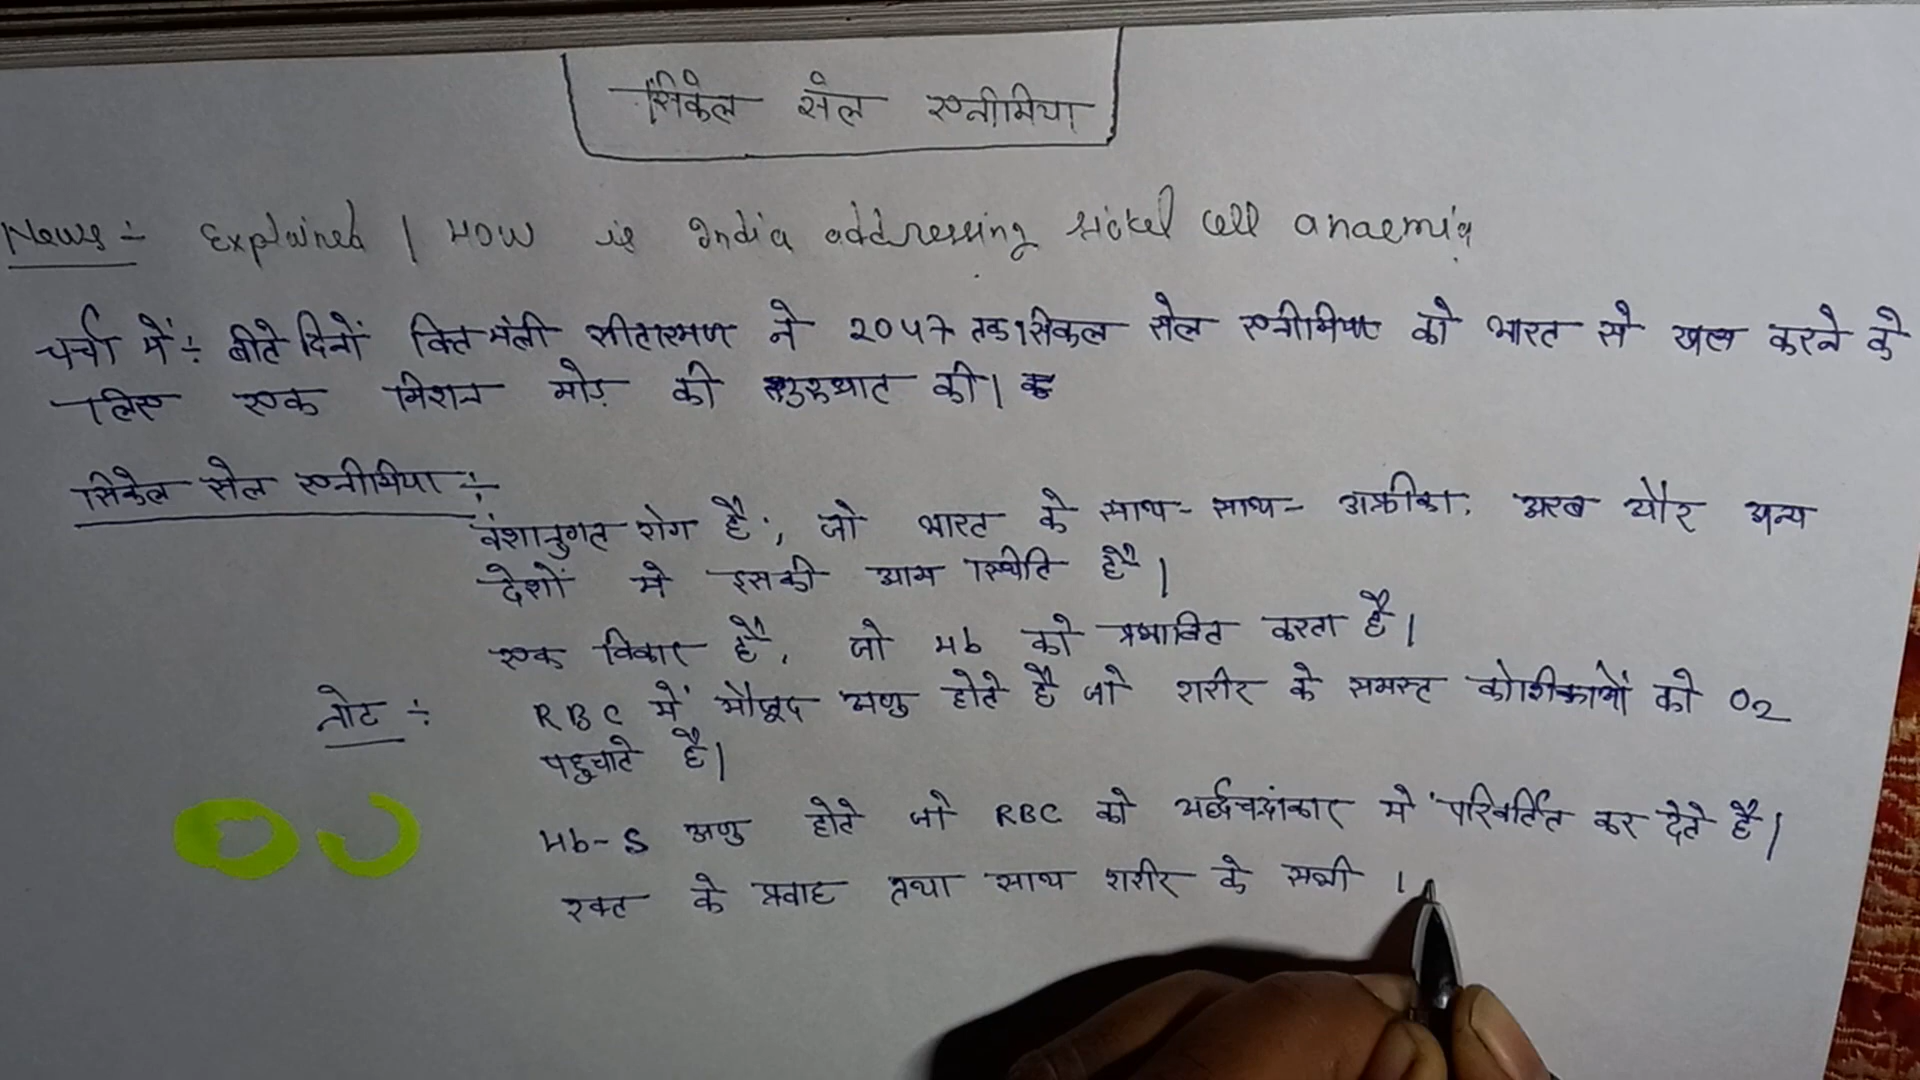 सिकेल सेल एनीमिया
News:- Explained | How is India addressing sickel cell anaemia
चर्चा में:- बीते दिनों वित्त मंत्री सीतारमण ने 2047 तक सिकल सेल एनीमिया को भारत से खत्म करने के
लिए एक मिशन मोड़ की शुरुआत की।
सिकेल सेल एनीमिया:-
वंशानुगत रोग है, जो भारत के साथ-साथ- अफ्रीका, अरब और अन्य
देशों में इसकी आम स्थिति है।
एक विकार है, जो Hb को प्रभावित करता है।
नोट:- RBC में मौजूद अणु होते है जो शरीर के समस्त कोशिकाओं को O2
पहुचाते है।
Hb-S अणु होते जो RBC को अर्द्धचद्रांकार में परिवर्तित कर देते है।
रक्त के प्रवाह तथा साथ शरीर के सभी